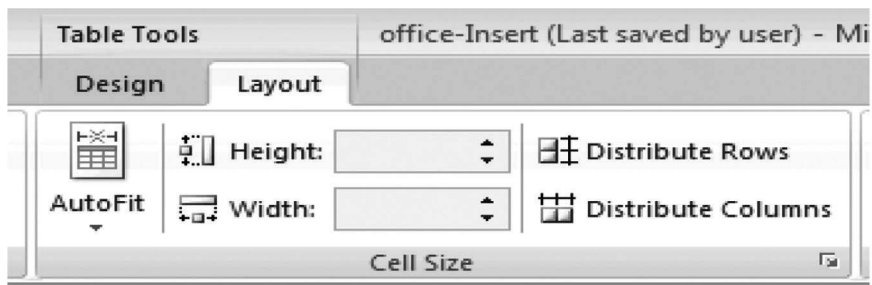 Table Tools office-Insert (Last saved by user) - Mi
Design Layout
Height: Distribute Rows
AutoFit Width: Distribute Columns
Cell Size